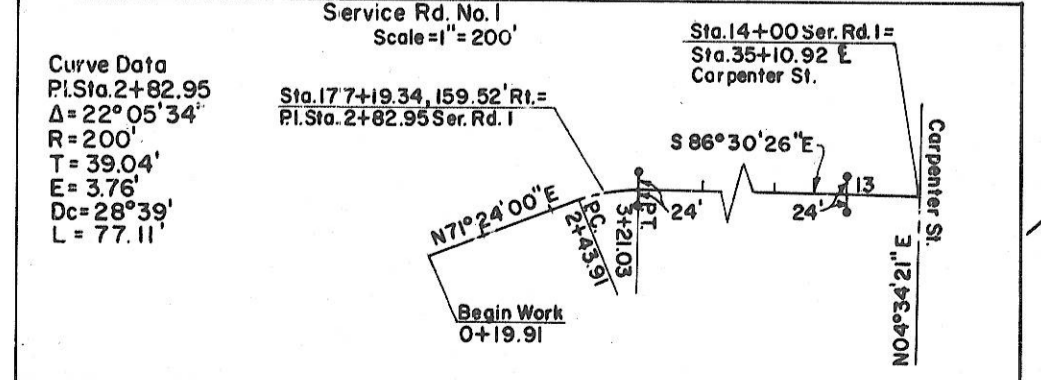 Service Rd. No. 1
Scale = 1" = 200'
Curve Data
P.I.Sta. 2+82.95
Δ = 22° 05' 34"
R = 200'
T = 39.04'
E = 3.76'
Dc = 28° 39'
L = 77.11'
Sta. 177+19.34, 159.52' Rt. =
P.I. Sta. 2+82.95 Ser. Rd. 1
Sta. 14+00 Ser. Rd. 1 =
Sta. 35+10.92 ℄
Carpenter St.
S 86° 30' 26" E
N 71° 24' 00" E
P.C.
2+43.91
P.T.
3+21.03
24'
24'
13
Carpenter St.
N 04° 34' 21" E
Begin Work
0+19.91